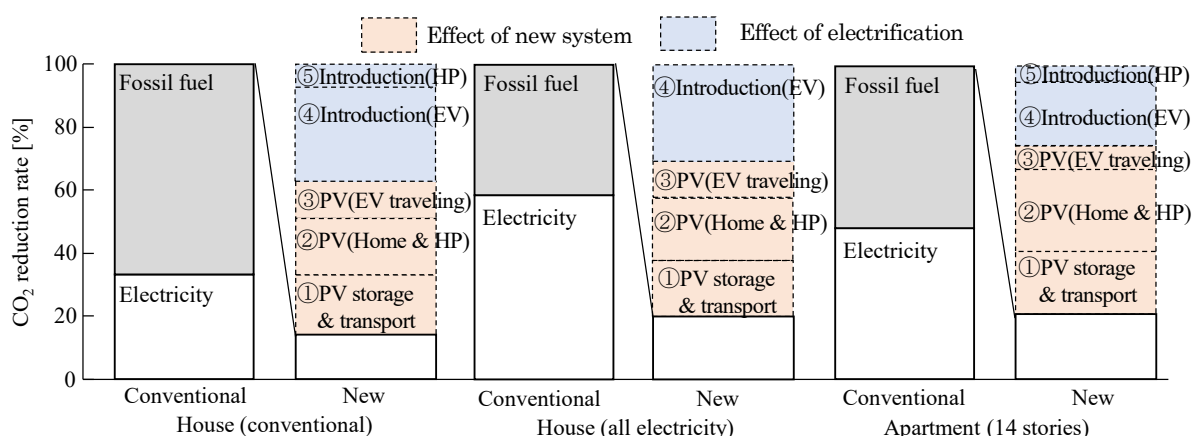 Effect of new system
Effect of electrification
CO₂ reduction rate [%]
100
80
60
40
20
0
Fossil fuel
Electricity
⑤Introduction(HP)
④Introduction(EV)
③PV(EV traveling)
②PV(Home & HP)
①PV storage
& transport
Fossil fuel
Electricity
④Introduction(EV)
③PV(EV traveling)
②PV(Home & HP)
①PV storage
& transport
Fossil fuel
Electricity
⑤Introduction(HP)
④Introduction(EV)
③PV(EV traveling)
②PV(Home & HP)
①PV storage
& transport
Conventional New Conventional New Conventional New
House (conventional) House (all electricity) Apartment (14 stories)